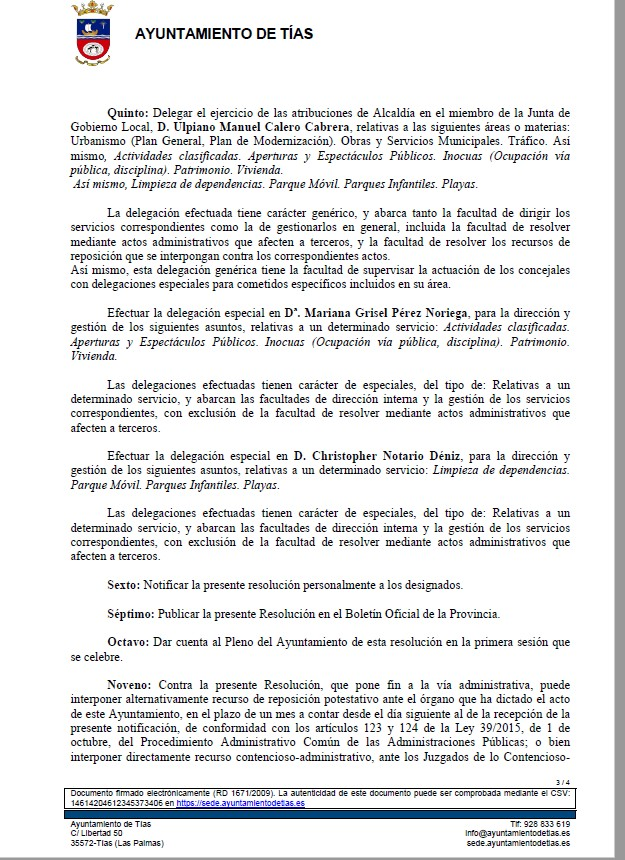 AYUNTAMIENTO DE TÍAS
Quinto: Delegar el ejercicio de las atribuciones de Alcaldía en el miembro de la Junta de
Gobierno Local, D. Ulpiano Manuel Calero Cabrera, relativas a las siguientes áreas o materias:
Urbanismo (Plan General, Plan de Modernización). Obras y Servicios Municipales. Tráfico. Así
mismo, Actividades clasificadas. Aperturas y Espectáculos Públicos. Inocuas (Ocupación vía
pública, disciplina). Patrimonio. Vivienda.
Así mismo, Limpieza de dependencias. Parque Móvil. Parques Infantiles. Playas.
La delegación efectuada tiene carácter de genérico, y abarca tanto la facultad de dirigir los
servicios correspondientes como la de gestionarlos en general, incluida la facultad de resolver
mediante actos administrativos que afecten a terceros, y la facultad de resolver los recursos de
reposición que se interpongan contra los correspondientes actos.
Así mismo, esta delegación genérica tiene la facultad de supervisar la actuación de los concejales
con delegaciones especiales para cometidos específicos incluidos en su área.
Efectuar la delegación especial en Dª. Mariana Grisel Pérez Noriega, para la dirección y
gestión de los siguientes asuntos, relativas a un determinado servicio: Actividades clasificadas.
Aperturas y Espectáculos Públicos. Inocuas (Ocupación vía pública, disciplina). Patrimonio.
Vivienda.
Las delegaciones efectuadas tienen carácter de especiales, del tipo de: Relativas a un
determinado servicio, y abarcan las facultades de dirección interna y la gestión de los servicios
correspondientes, con exclusión de la facultad de resolver mediante actos administrativos que
afecten a terceros.
Efectuar la delegación especial en D. Christopher Notario Déniz, para la dirección y
gestión de los siguientes asuntos, relativas a un determinado servicio: Limpieza de dependencias.
Parque Móvil. Parques Infantiles. Playas.
Las delegaciones efectuadas tienen carácter de especiales, del tipo de: Relativas a un
determinado servicio, y abarcan las facultades de dirección interna y la gestión de los servicios
correspondientes, con exclusión de la facultad de resolver mediante actos administrativos que
afecten a terceros.
Sexto: Notificar la presente resolución personalmente a los designados.
Séptimo: Publicar la presente Resolución en el Boletín Oficial de la Provincia.
Octavo: Dar cuenta al Pleno del Ayuntamiento de esta resolución en la primera sesión que
se celebre.
Noveno: Contra la presente Resolución, que pone fin a la vía administrativa, puede
interponer alternativamente recurso de reposición potestativo ante el órgano que ha dictado el acto
de este Ayuntamiento, en el plazo de un mes a contar desde el día siguiente al de la recepción de la
presente notificación, de conformidad con los artículos 123 y 124 de la Ley 39/2015, de 1 de
octubre, del Procedimiento Administrativo Común de las Administraciones Públicas; o bien
interponer directamente recurso contencioso-administrativo, ante los Juzgados de lo Contencioso-
3 / 4
Documento firmado electrónicamente (RD 1671/2009). La autenticidad de este documento puede ser comprobada mediante el CSV:
14614204612345373406 en https://sede.ayuntamientodetias.es
Ayuntamiento de Tías
C/ Libertad 50
35572-Tías (Las Palmas)
Tlf: 928 833 619
info@ayuntamientodetias.es
sede.ayuntamientodetias.es